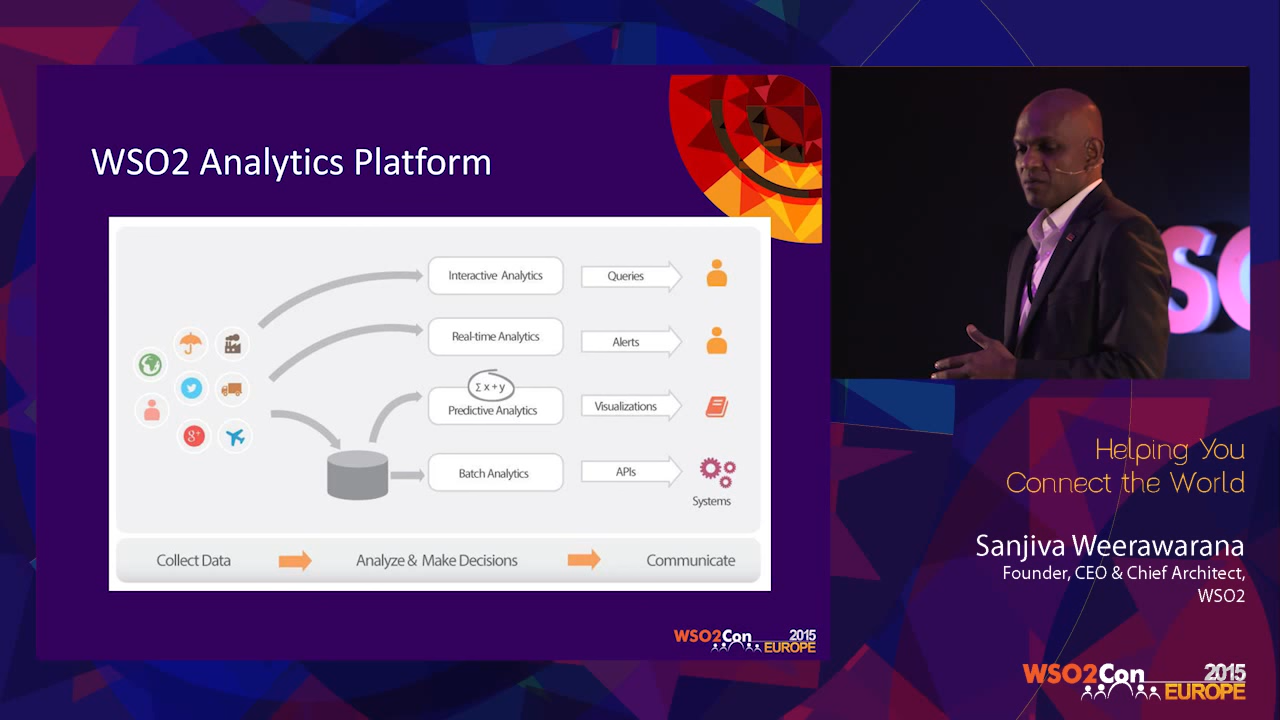 WSO2 Analytics Platform
Interactive Analytics
Queries
Real-time Analytics
Alerts
Σ x + y
Predictive Analytics
Visualizations
Batch Analytics
APIs
Systems
g+
Collect Data
Analyze & Make Decisions
Communicate
WSO2Con 2015
EUROPE
SO
Helping You
Connect the World
Sanjiva Weerawarana
Founder, CEO & Chief Architect,
WSO2
WSO2Con 2015
EUROPE